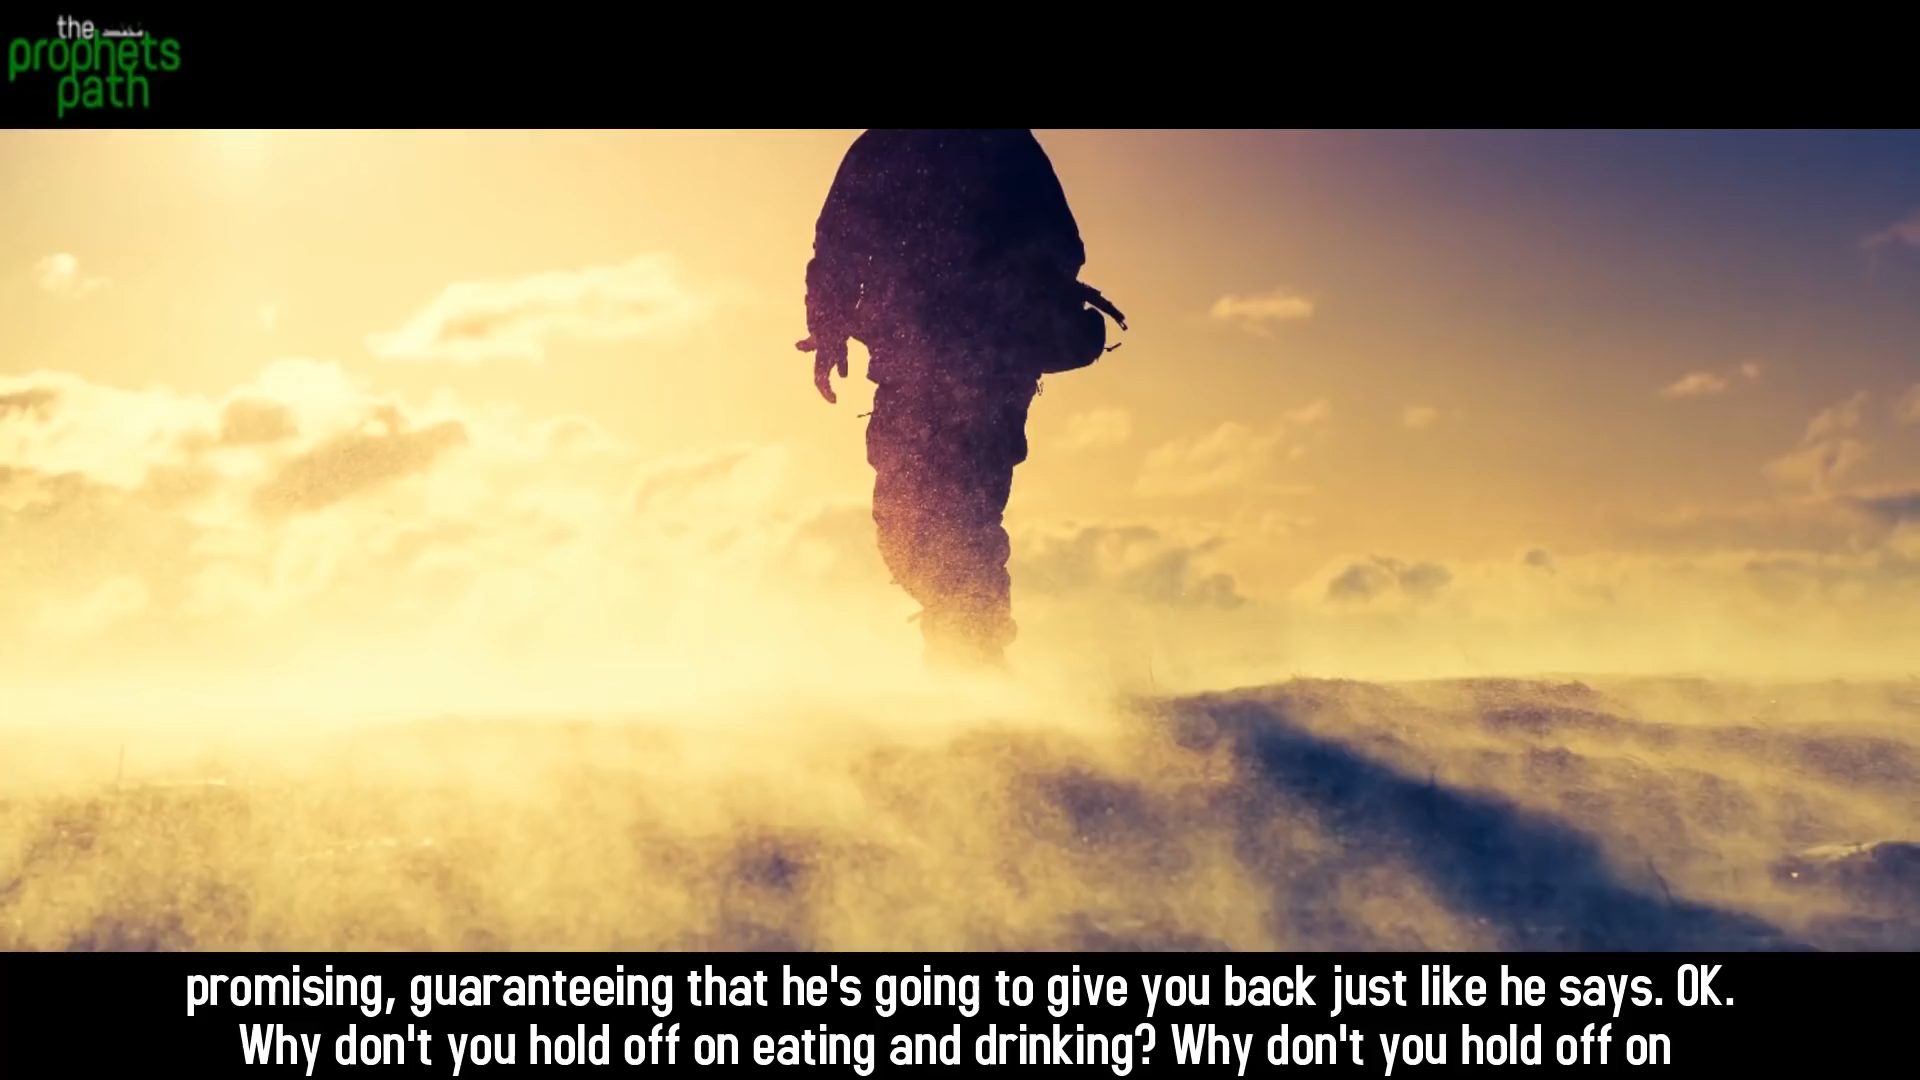 the
prophets
path
promising, guaranteeing that he's going to give you back just like he says. OK.
Why don't you hold off on eating and drinking? Why don't you hold off on